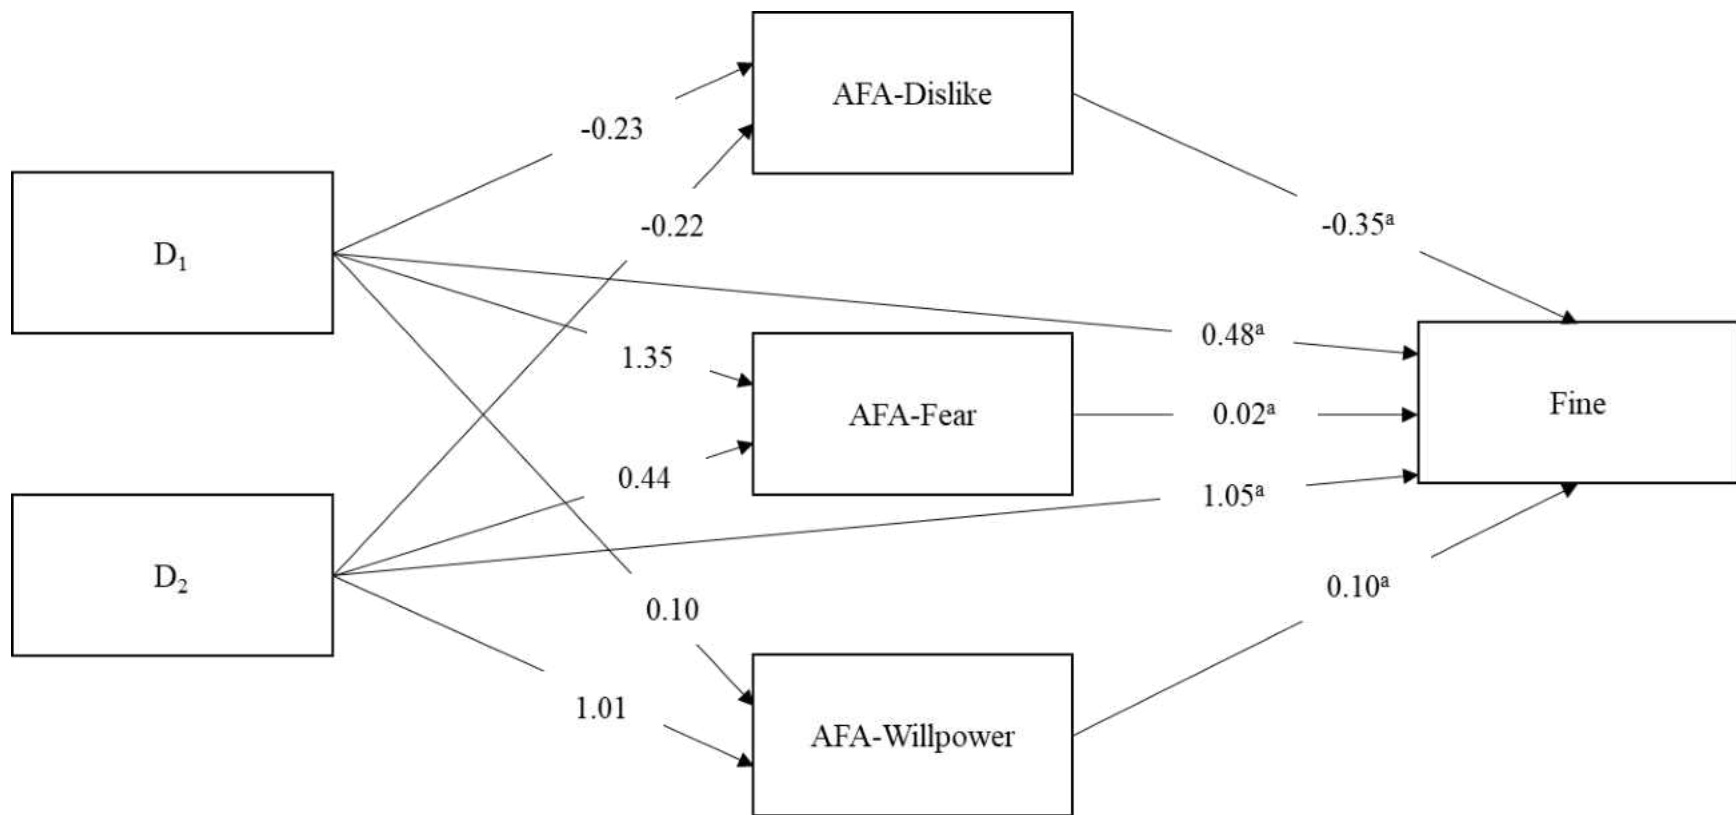 AFA-Dislike
-0.23
-0.22
-0.35ᵃ
D₁
0.48ᵃ
1.35
AFA-Fear
0.02ᵃ
Fine
0.44
1.05ᵃ
D₂
0.10
0.10ᵃ
1.01
AFA-Willpower